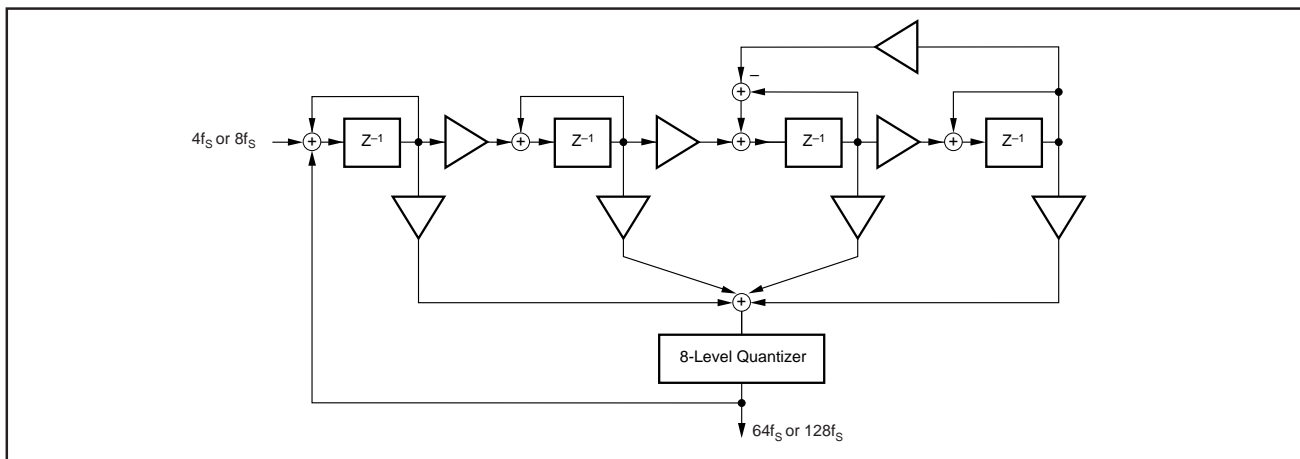 –
+
+
4fS or 8fS
+
Z–1
+
Z–1
+
Z–1
+
Z–1
+
8-Level Quantizer
64fS or 128fS